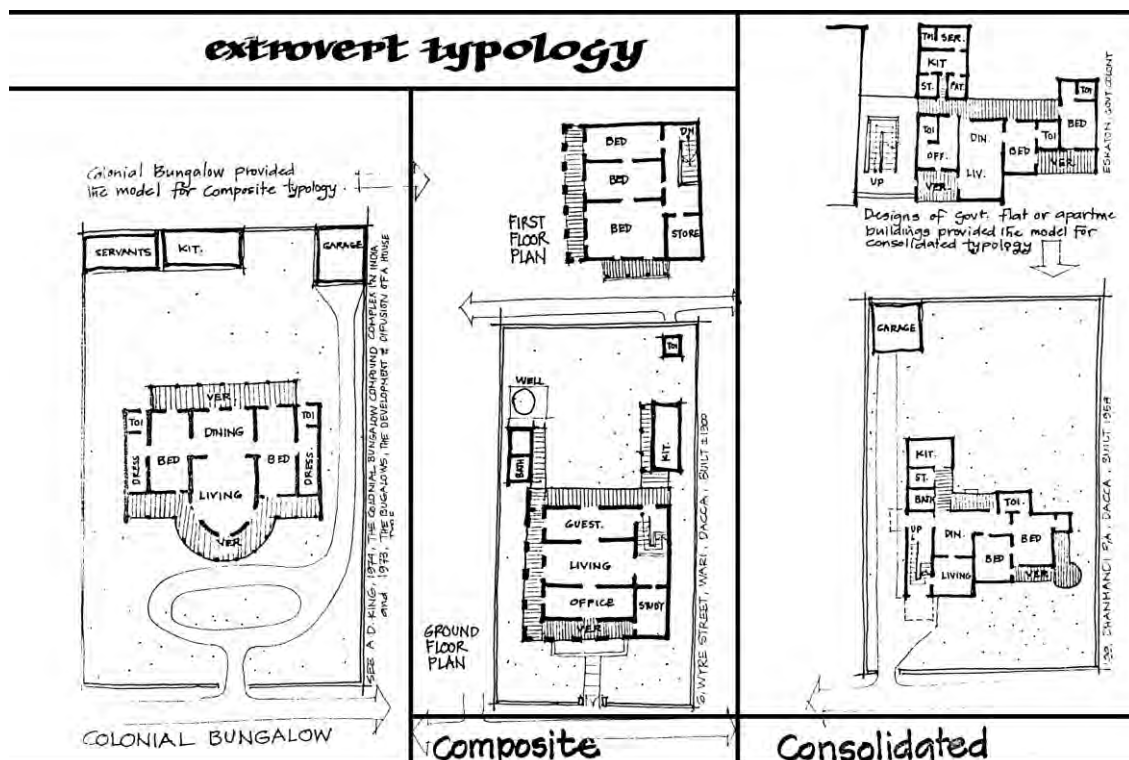 extrovert typology
Colonial Bungalow provided
the model for composite typology.
SERVANTS
KIT.
GARAGE
VER
TOI
DINING
TOI
DRESS
BED
BED
DRESS.
LIVING
VER
SEE A.D. KING, 1974, THE COLONIAL BUNGALOW COMPOUND COMPLEX IN INDIA
and 1973, THE BUGALOWS, THE DEVELOPMENT & DIFUSION OF A HOUSE
COLONIAL BUNGALOW
BED
DN
BED
BED
STORE
FIRST
FLOOR
PLAN
TOI
WELL
KIT.
BATH
GUEST.
LIVING
OFFICE
STUDY
VER.
GROUND
FLOOR
PLAN
6, WYRE STREET, WARI, DACCA, BUILT ± 1300
Composite
TOI
SER.
KIT
ST.
PAT.
TOI
BED
TOI
DIN.
BED
TOI
OFF.
VER.
LIV.
UP
VER.
ESKATON, GOVT. COLONY
Designs of Govt. flat or apartme
buildings provided the model for
consolidated typology
GARAGE
KIT.
ST.
BATH
TOI.
UP
DIN.
BED
BED
LIVING
VER.
DHANMANDI R/A, DACCA, BUILT 1958
Consolidated